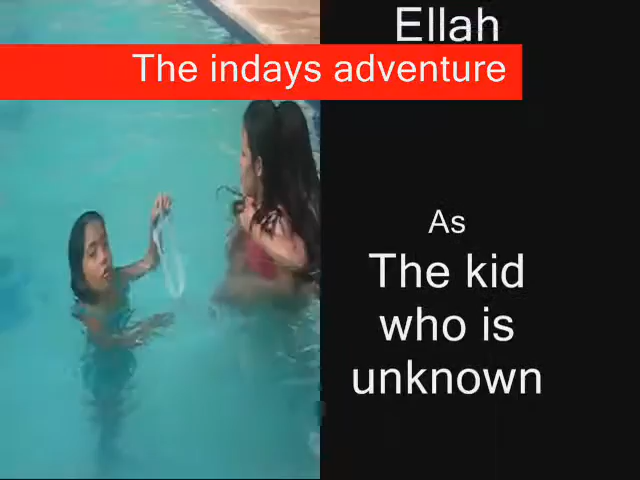 Ellah
The indays adventure
As
The kid
who is
unknown